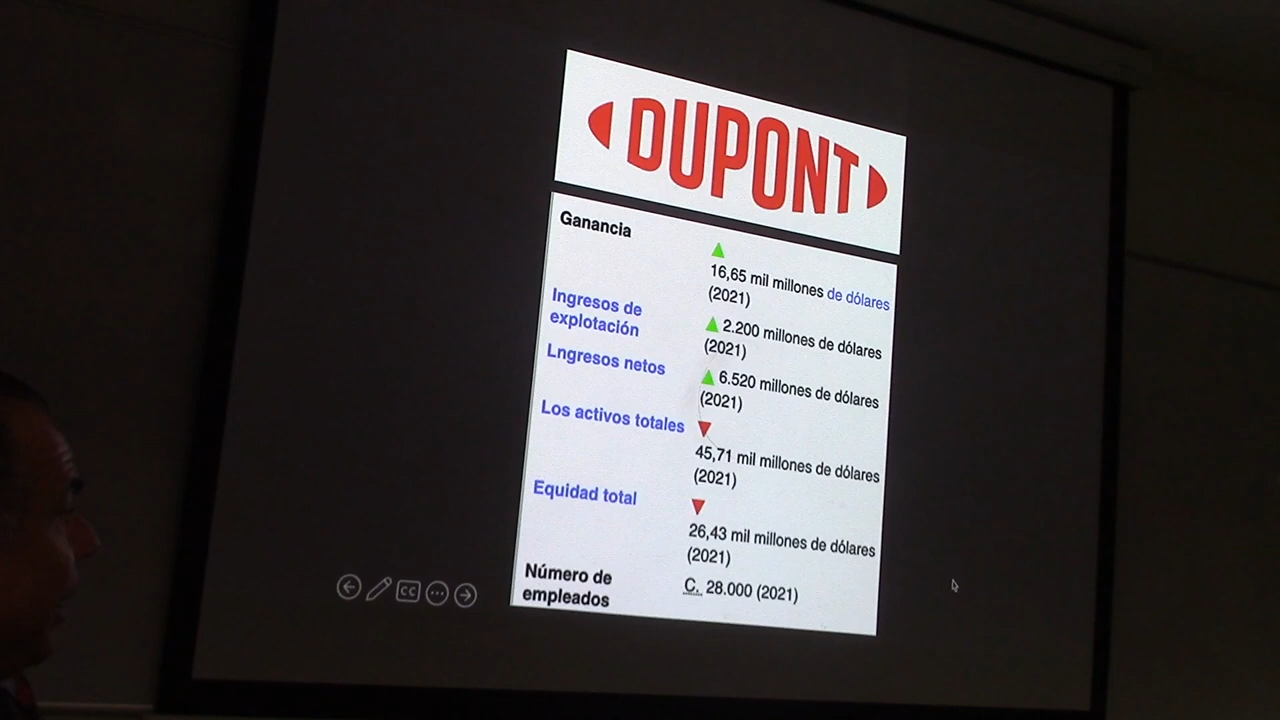 DUPONT
Ganancia
16,65 mil millones de dólares
(2021)
Ingresos de
explotación
2.200 millones de dólares
(2021)
Lngresos netos
6.520 millones de dólares
(2021)
Los activos totales
45,71 mil millones de dólares
(2021)
Equidad total
26,43 mil millones de dólares
(2021)
Número de
empleados
C. 28.000 (2021)
CC